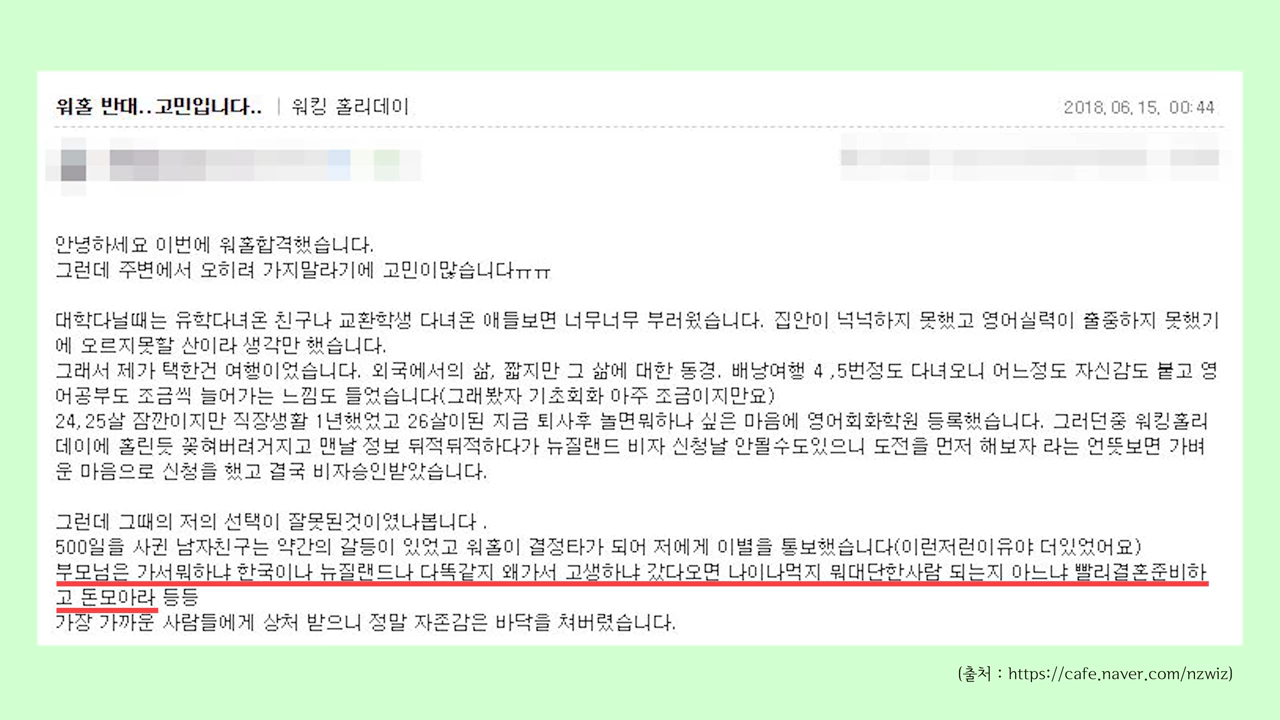 워홀 반대..고민입니다.. | 워킹 홀리데이
2018.06.15. 00:44
안녕하세요 이번에 워홀합격했습니다.
그런데 주변에서 오히려 가지말라기에 고민이많습니다ㅠㅠ
대학다닐때는 유학다녀온 친구나 교환학생 다녀온 애들보면 너무너무 부러웠습니다. 집안이 넉넉하지 못했고 영어실력이 출중하지 못했기
에 오르지못할 산이라 생각만 했습니다.
그래서 제가 택한건 여행이었습니다. 외국에서의 삶, 짧지만 그 삶에 대한 동경. 배낭여행 4 ,5번정도 다녀오니 어느정도 자신감도 붙고 영
어공부도 조금씩 늘어가는 느낌도 들었습니다(그래봤자 기초회화 아주 조금이지만요)
24,25살 잠깐이지만 직장생활 1년했었고 26살이된 지금 퇴사후 놀면뭐하나 싶은 마음에 영어회화학원 등록했습니다. 그러던중 워킹홀리
데이에 홀린듯 꽂혀버려거지고 맨날 정보 뒤적뒤적하다가 뉴질랜드 비자 신청날 안될수도있으니 도전을 먼저 해보자 라는 언뜻보면 가벼
운 마음으로 신청을 했고 결국 비자승인받았습니다.
그런데 그때의 저의 선택이 잘못된것이였나봅니다 .
500일을 사귄 남자친구는 약간의 갈등이 있었고 워홀이 결정타가 되어 저에게 이별을 통보했습니다(이런저런이유야 더있었어요)
부모님은 가서뭐하냐 한국이나 뉴질랜드나 다똑같지 왜가서 고생하냐 갔다오면 나이나먹지 뭐대단한사람 되는지 아느냐 빨리결혼준비하
고 돈모아라 등등
가장 가까운 사람들에게 상처 받으니 정말 자존감은 바닥을 쳐버렸습니다.
(출처 : https://cafe.naver.com/nzwiz)